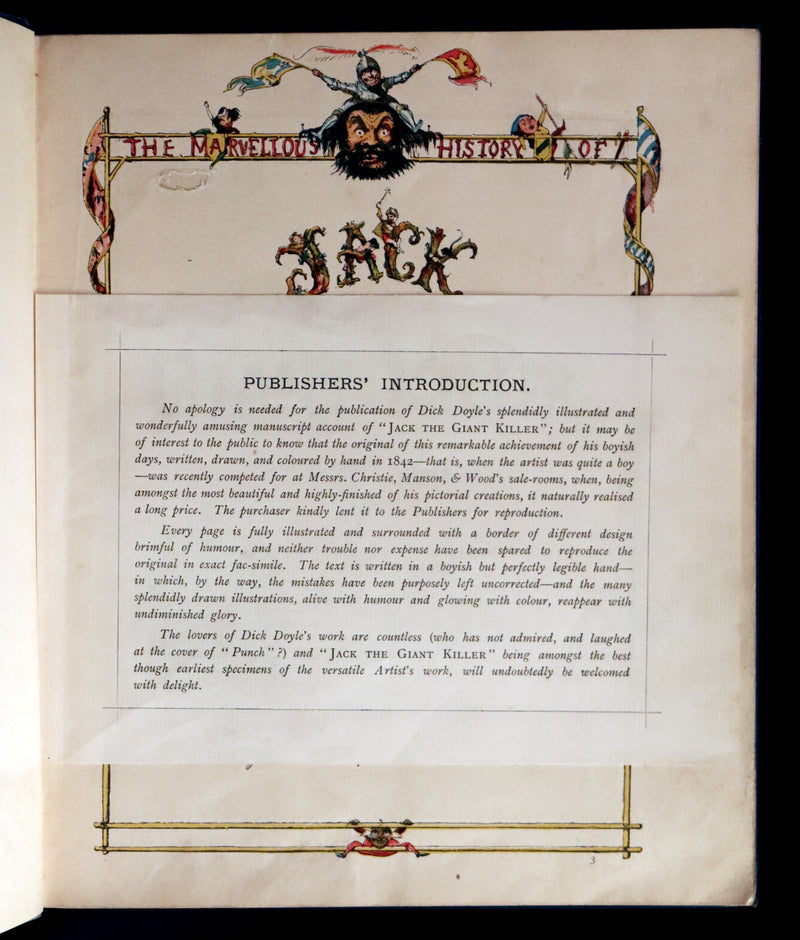 THE MARVELLOUS HISTORY OF
JACK
PUBLISHERS' INTRODUCTION.
No apology is needed for the publication of Dick Doyle's splendidly illustrated and
wonderfully amusing manuscript account of "JACK THE GIANT KILLER"; but it may be
of interest to the public to know that the original of this remarkable achievement of his boyish
days, written, drawn, and coloured by hand in 1842—that is, when the artist was quite a boy
—was recently competed for at Messrs. Christie, Manson, & Wood's sale-rooms, when, being
amongst the most beautiful and highly-finished of his pictorial creations, it naturally realised
a long price. The purchaser kindly lent it to the Publishers for reproduction.
Every page is fully illustrated and surrounded with a border of different design
brimful of humour, and neither trouble nor expense have been spared to reproduce the
original in exact fac-simile. The text is written in a boyish but perfectly legible hand—
in which, by the way, the mistakes have been purposely left uncorrected—and the many
splendidly drawn illustrations, alive with humour and glowing with colour, reappear with
undiminished glory.
The lovers of Dick Doyle's work are countless (who has not admired, and laughed
at the cover of "Punch"?) and "JACK THE GIANT KILLER" being amongst the best
though earliest specimens of the versatile Artist's work, will undoubtedly be welcomed
with delight.
3